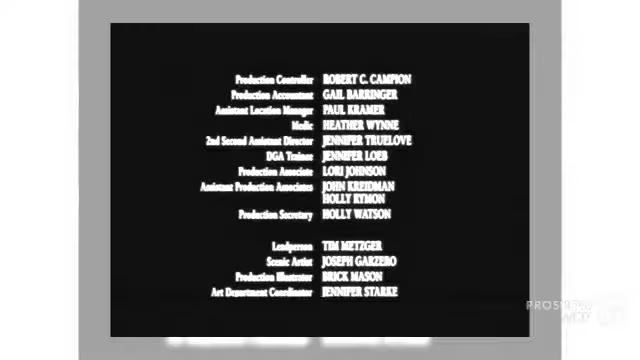 Production Controller ROBERT C. CAMPION
Production Accountant GAIL BARRINGER
Assistant Location Manager PAUL KRAMER
Medic HEATHER WYNNE
2nd Second Assistant Director JENNIFER TRUELOVE
DGA Trainee JENNIFER LOEB
Production Associate LORI JOHNSON
Assistant Production Associates JOHN KREIDMAN
HOLLY RYMON
Production Secretary HOLLY WATSON
Leadperson TIM METZGER
Scenic Artist JOSEPH GARZERO
Production Illustrator BRICK MASON
Art Department Coordinator JENNIFER STARKE